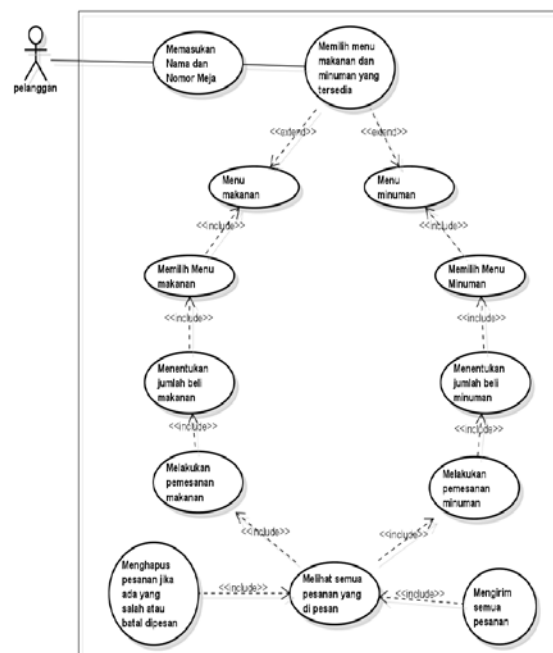 pelanggan
Memasukan
Nama dan
Nomor Meja
Memilih menu
makanan dan
minuman yang
tersedia
<<extend>>
<<extend>>
Menu
makanan
Menu
minuman
<<include>>
<<include>>
Memilih Menu
makanan
Memilih Menu
Minuman
<<include>>
<<include>>
Menentukan
jumlah beli
makanan
Menentukan
jumlah beli
minuman
<<include>>
<<include>>
Melakukan
pemesanan
makanan
Melakukan
pemesanan
minuman
<<include>>
<<include>>
Menghapus
pesanan jika
ada yang
salah atau
batal dipesan
<<include>>
Melihat semua
pesanan yang
di pesan
<<include>>
Mengirim
semua
pesanan